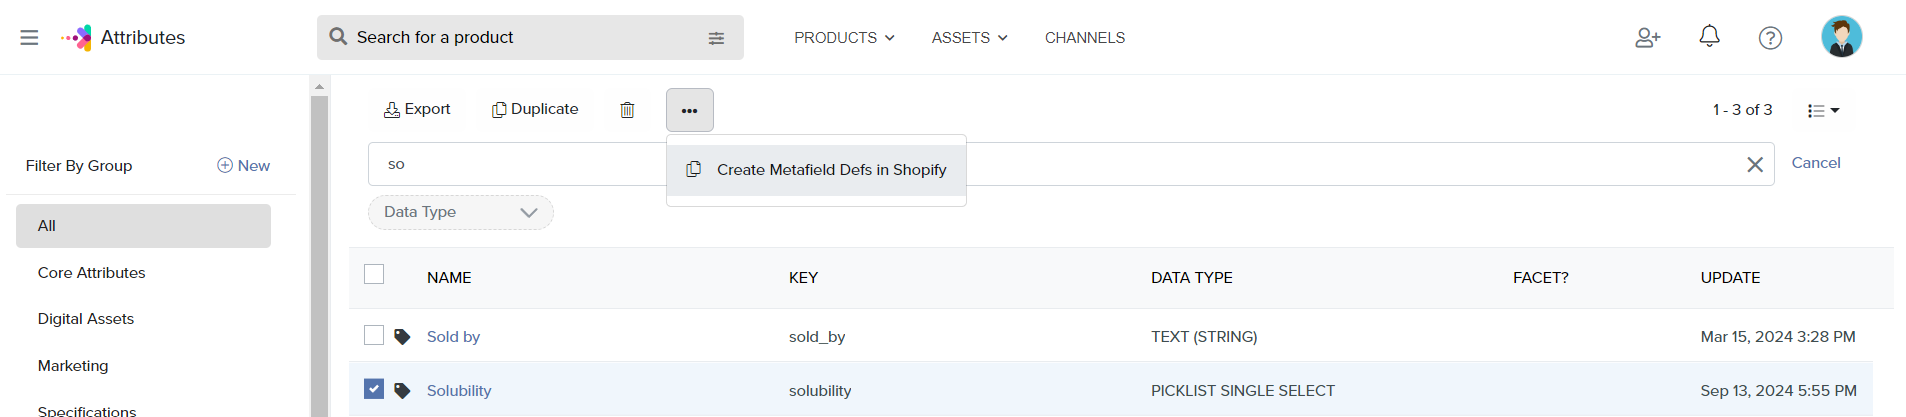 Attributes
Search for a product
PRODUCTS
ASSETS
CHANNELS
Filter By Group
New
All
Core Attributes
Digital Assets
Marketing
Specifications
Export
Duplicate
1 - 3 of 3
Create Metafield Defs in Shopify
so
Cancel
Data Type
NAME KEY DATA TYPE FACET? UPDATE
Sold by sold_by TEXT (STRING) Mar 15, 2024 3:28 PM
Solubility solubility PICKLIST SINGLE SELECT Sep 13, 2024 5:55 PM